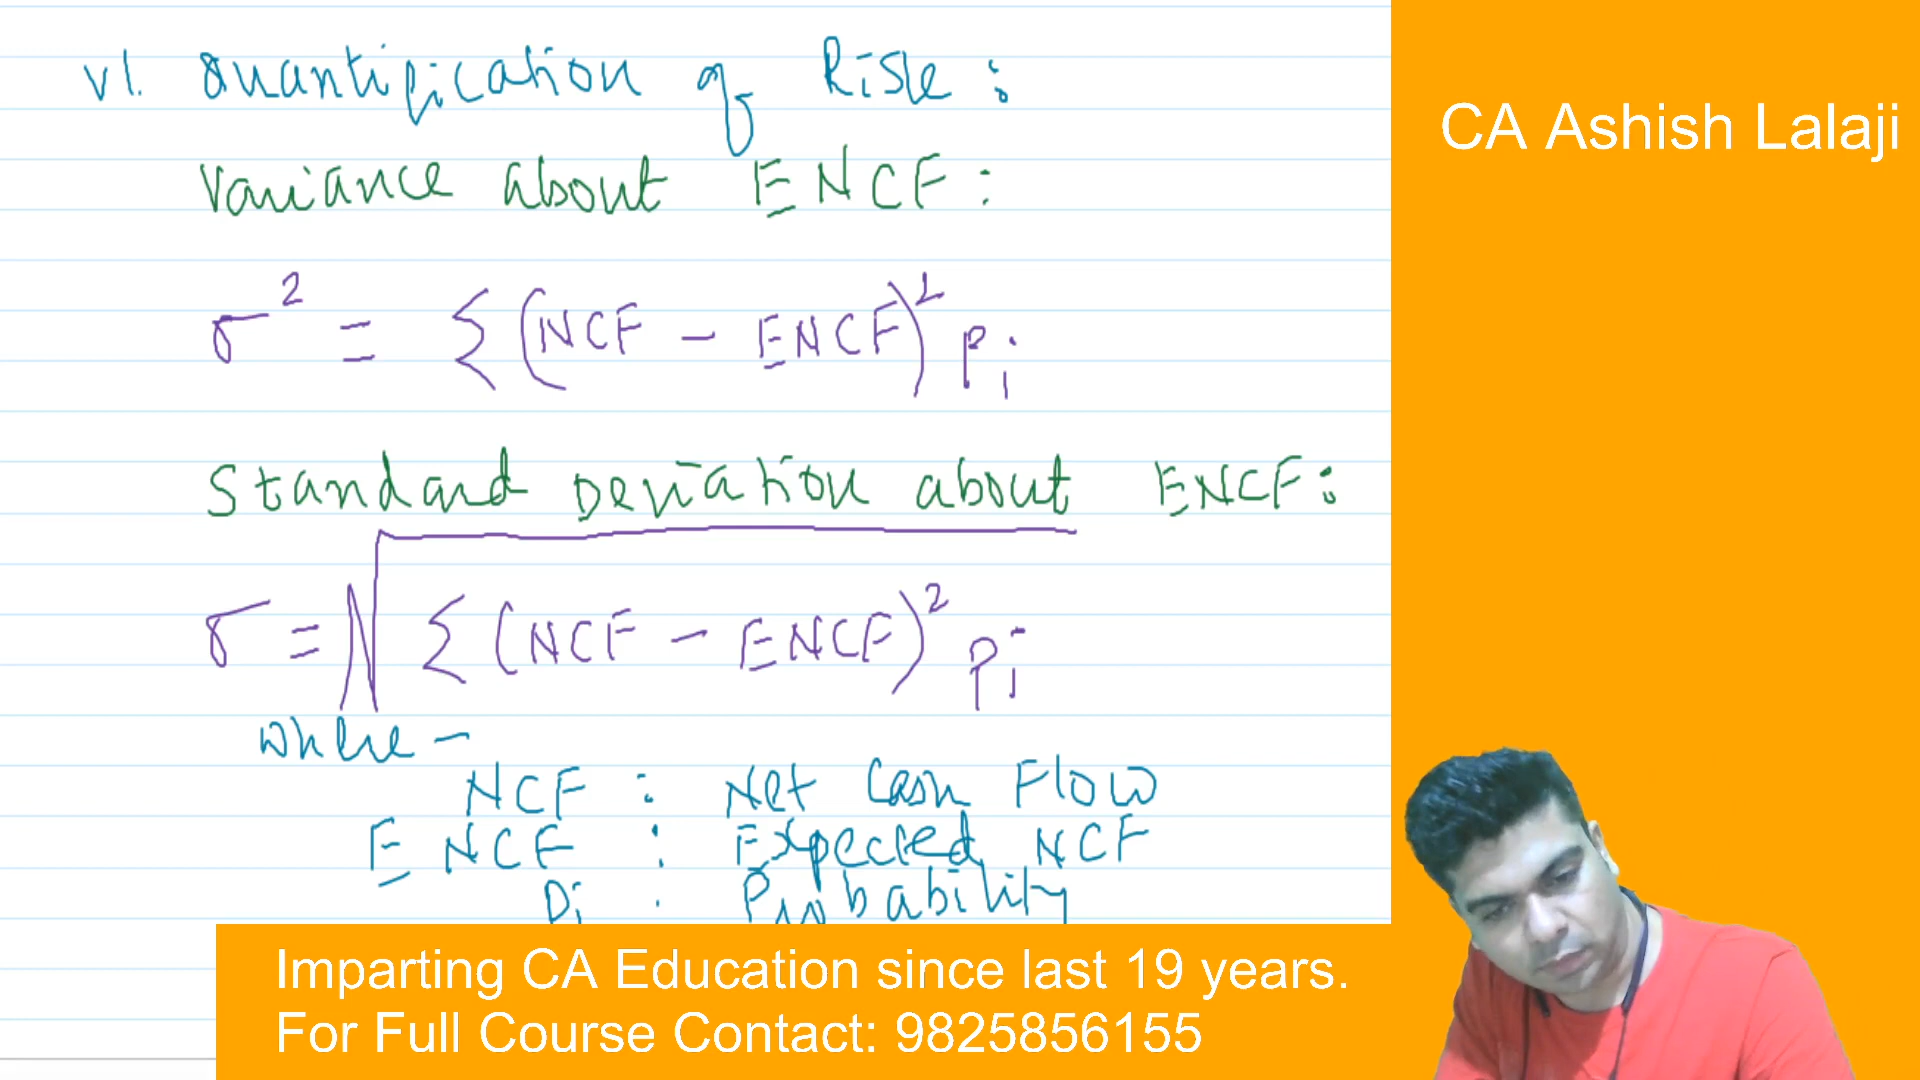 vi. Quantification of Risk:
CA Ashish Lalaji
Variance about ENCF:
σ² = Σ (NCF - ENCF)² Pi
Standard Deviation about ENCF:
σ = √Σ (NCF - ENCF)² Pi
where -
NCF : Net Cash Flow
ENCF : Expected NCF
Pi : Probability
Imparting CA Education since last 19 years.
For Full Course Contact: 9825856155